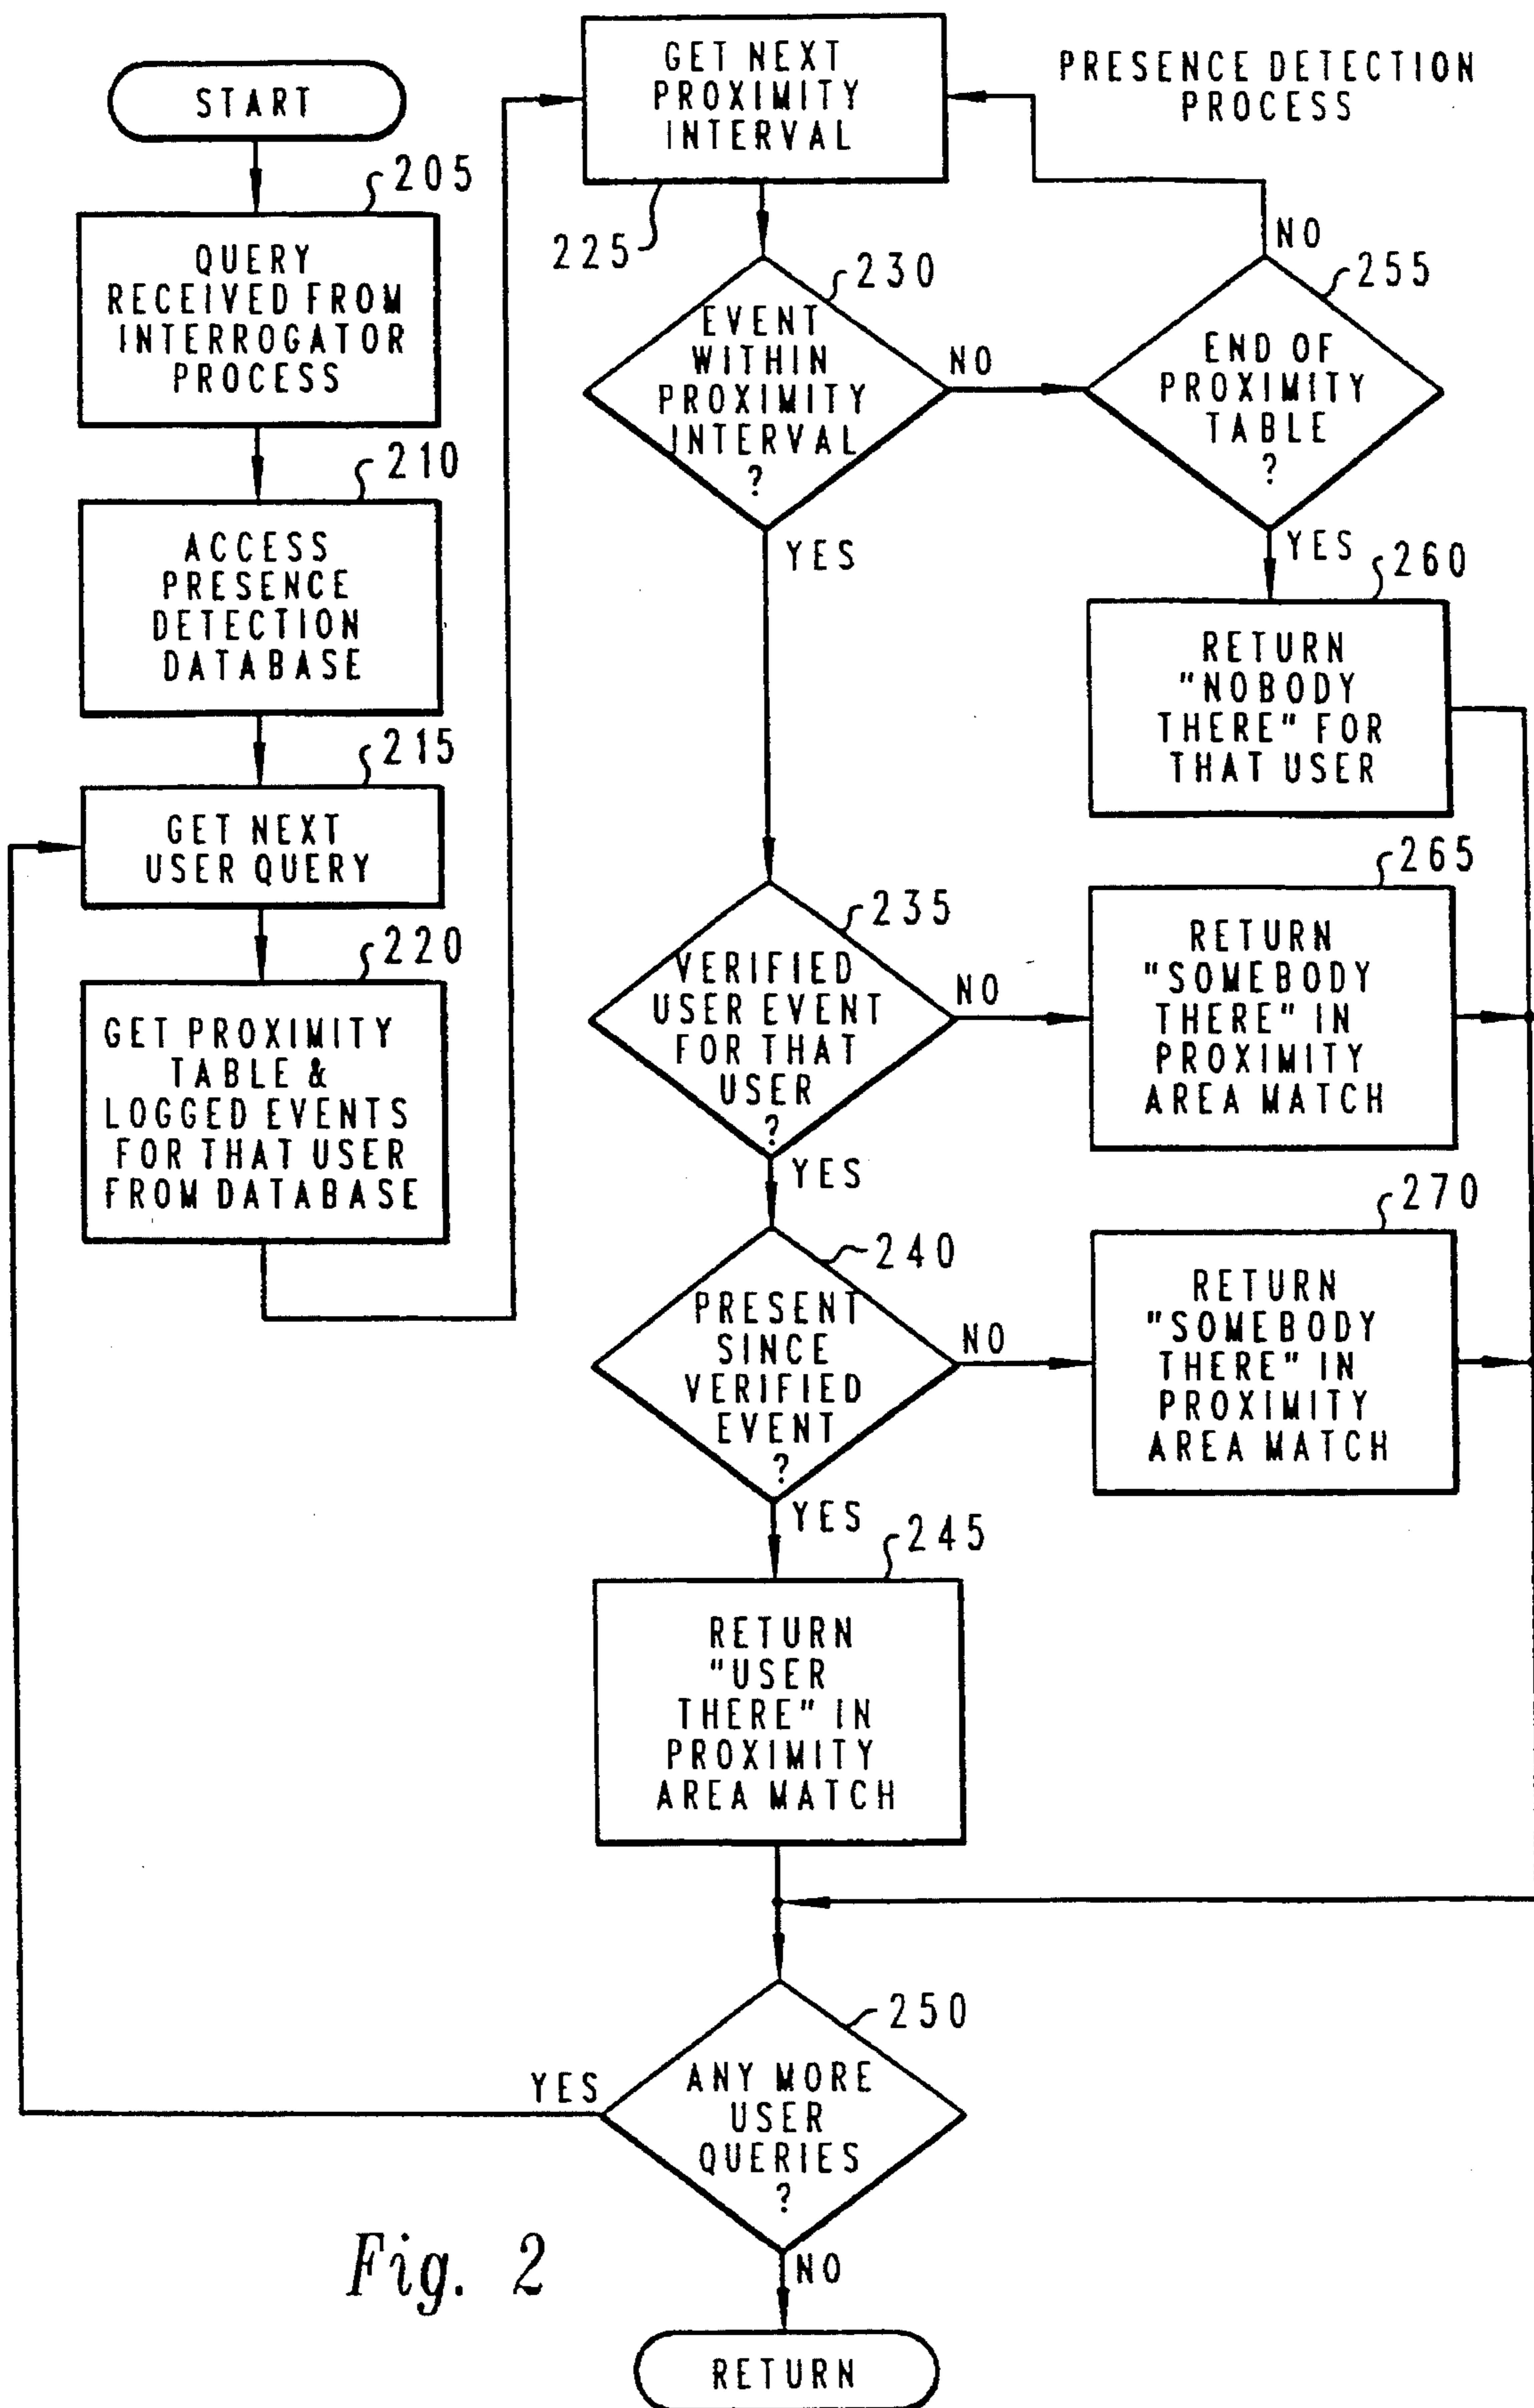 START
205
QUERY
RECEIVED FROM
INTERROGATOR
PROCESS
210
ACCESS
PRESENCE
DETECTION
DATABASE
215
GET NEXT
USER QUERY
220
GET PROXIMITY
TABLE &
LOGGED EVENTS
FOR THAT USER
FROM DATABASE
GET NEXT
PROXIMITY
INTERVAL
225
PRESENCE DETECTION
PROCESS
230
EVENT
WITHIN
PROXIMITY
INTERVAL
?
NO
YES
255
END OF
PROXIMITY
TABLE
?
NO
YES
260
RETURN
"NOBODY
THERE" FOR
THAT USER
235
VERIFIED
USER EVENT
FOR THAT
USER
?
NO
YES
265
RETURN
"SOMEBODY
THERE" IN
PROXIMITY
AREA MATCH
240
PRESENT
SINCE
VERIFIED
EVENT
?
NO
YES
270
RETURN
"SOMEBODY
THERE" IN
PROXIMITY
AREA MATCH
245
RETURN
"USER
THERE" IN
PROXIMITY
AREA MATCH
250
ANY MORE
USER
QUERIES
?
YES
NO
RETURN
Fig. 2